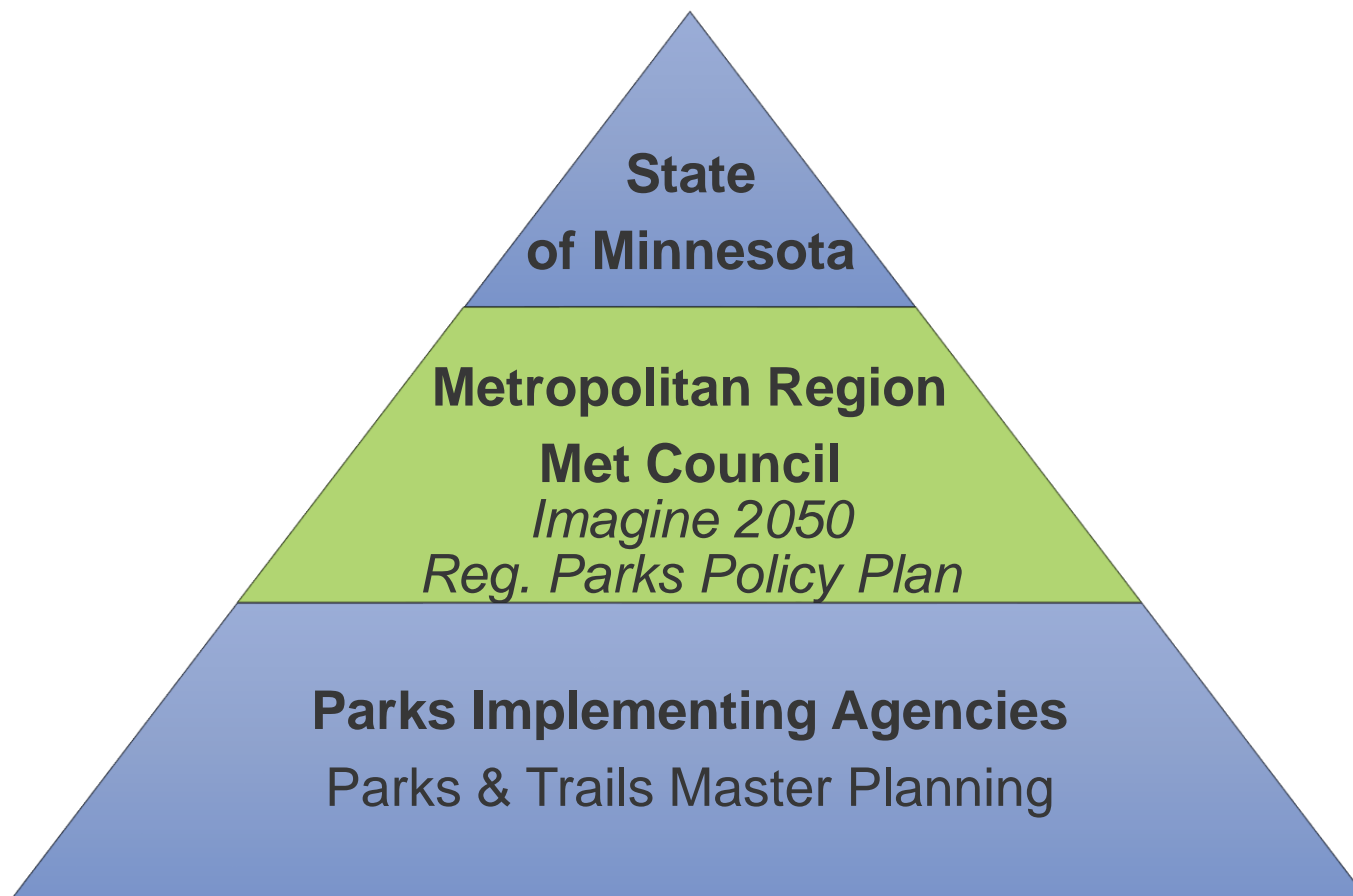 State
of Minnesota
Metropolitan Region
Met Council
Imagine 2050
Reg. Parks Policy Plan
Parks Implementing Agencies
Parks & Trails Master Planning